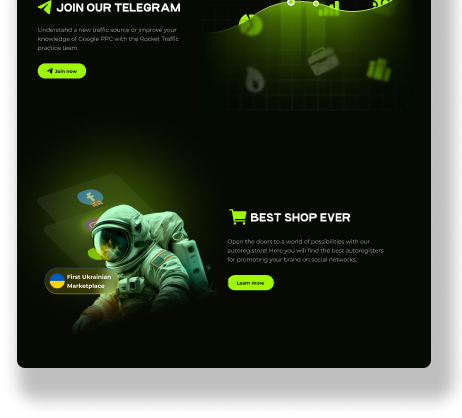 JOIN OUR TELEGRAM
Understand a new traffic source or improve your
knowledge of Google PPC with the Rocket Traffic
practice team.
Join now
BEST SHOP EVER
Open the doors to a world of possibilities with our
autoreg store! Here you will find the best autoregisters
for promoting your brand on social networks.
Learn more
First Ukrainian
Marketplace